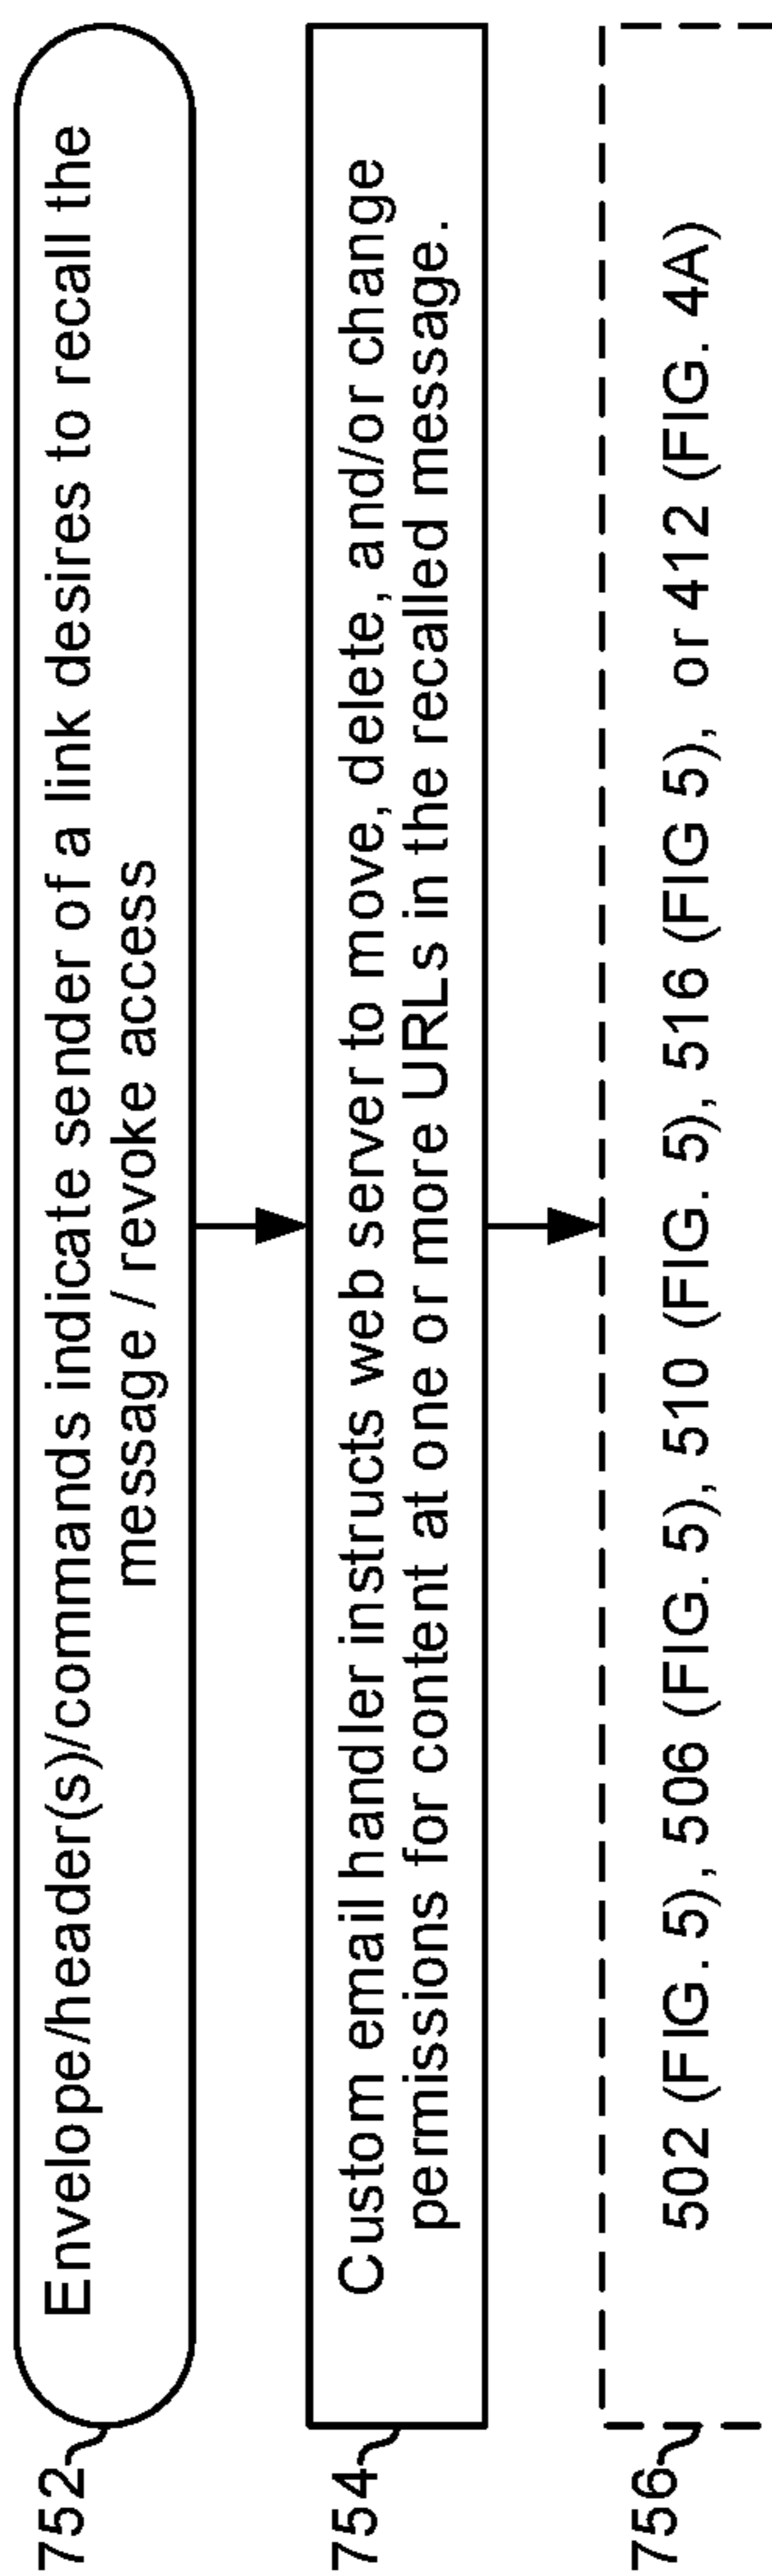 752
Envelope/header(s)/commands indicate sender of a link desires to recall the
message / revoke access
754
Custom email handler instructs web server to move, delete, and/or change
permissions for content at one or more URLs in the recalled message.
756
502 (FIG. 5), 506 (FIG. 5), 510 (FIG. 5), 516 (FIG 5), or 412 (FIG. 4A)